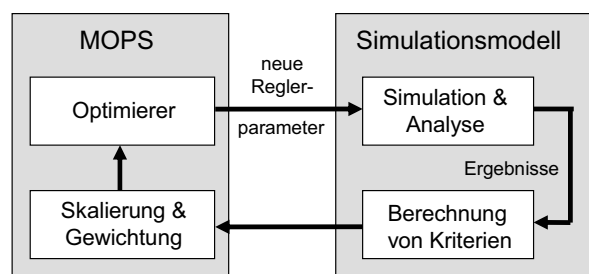 MOPS
Simulationsmodell
neue
Regler-
parameter
Optimierer
Simulation &
Analyse
Ergebnisse
Skalierung &
Gewichtung
Berechnung
von Kriterien